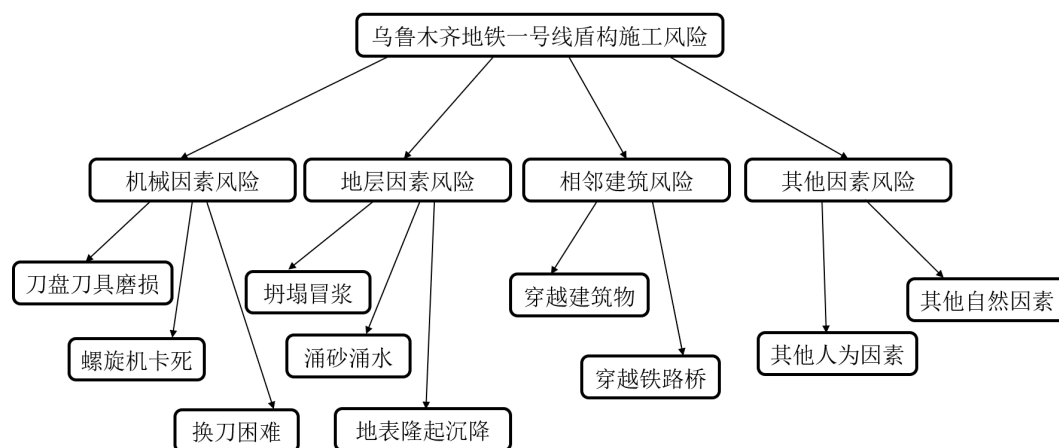 乌鲁木齐地铁一号线盾构施工风险
机械因素风险
地层因素风险
相邻建筑风险
其他因素风险
刀盘刀具磨损
螺旋机卡死
换刀困难
坍塌冒浆
涌砂涌水
地表隆起沉降
穿越建筑物
穿越铁路桥
其他人为因素
其他自然因素